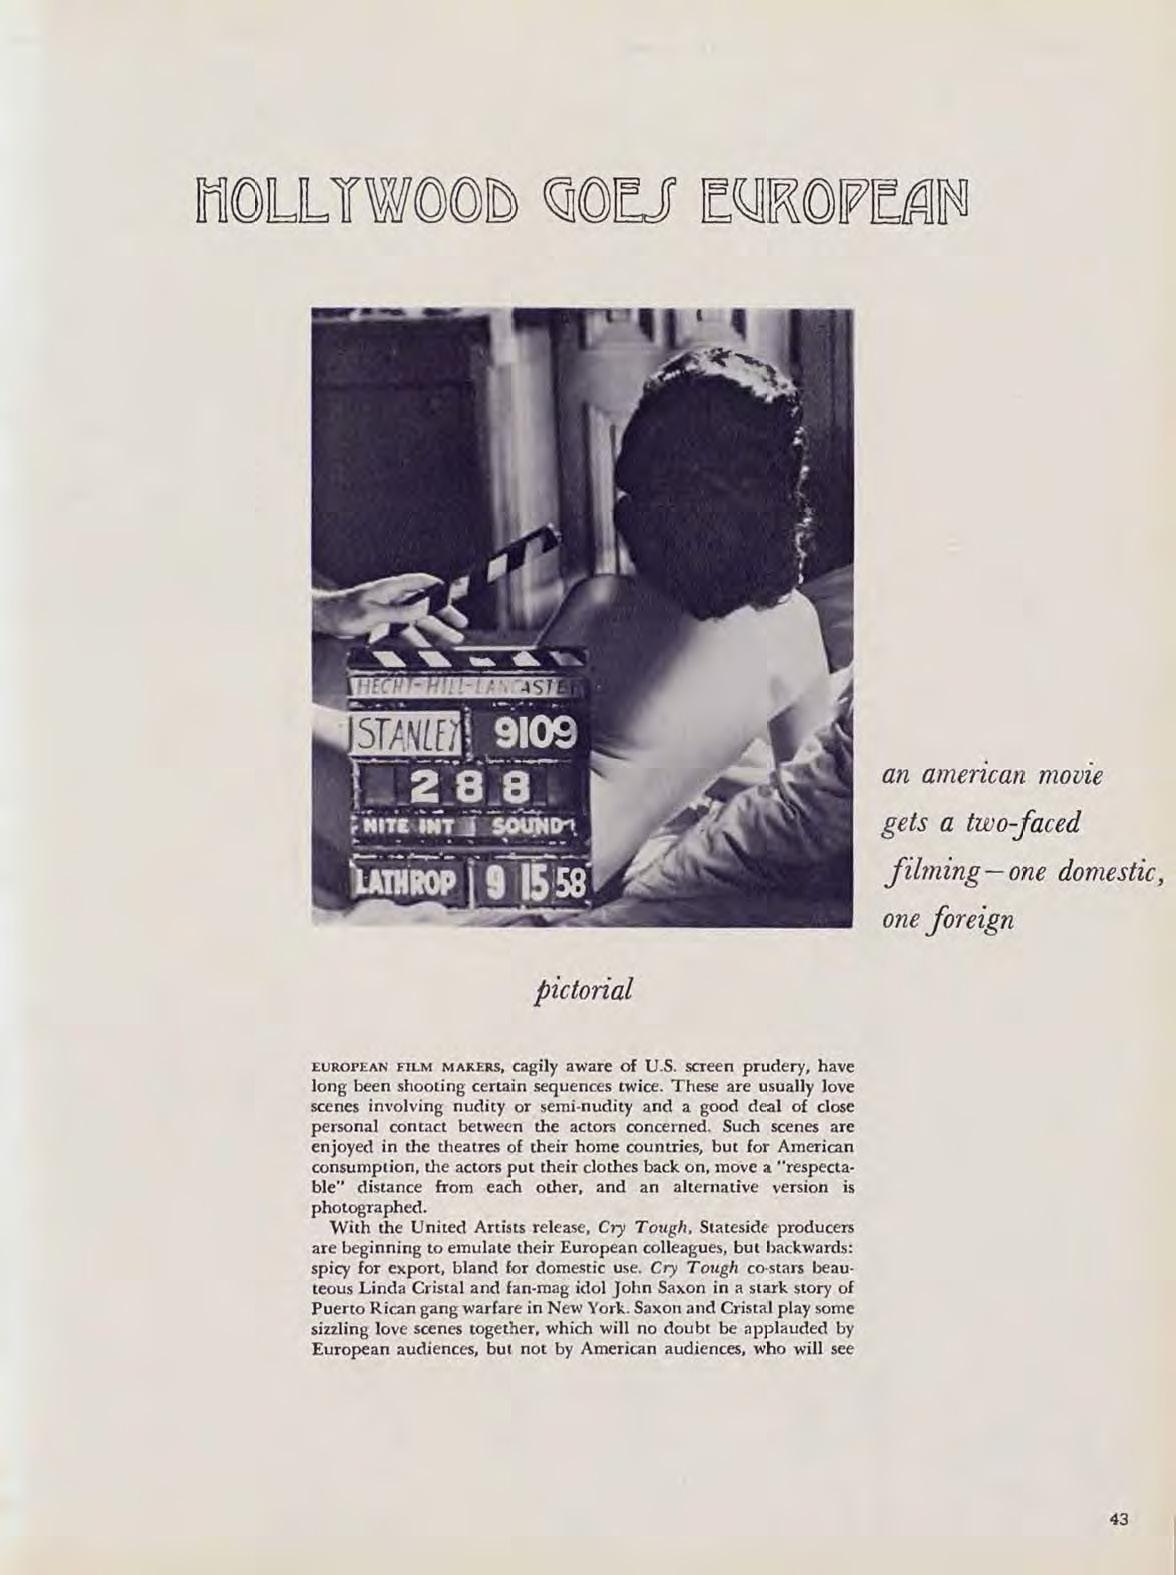 HOLLYWOOD GOES EUROPEAN
HECHT-HILL-LANCASTER
STANLEY 9109
288
NITE INT SOUND
LATHROP 9 15 58
an american movie
gets a two-faced
filming—one domestic,
one foreign
pictorial
EUROPEAN FILM MAKERS, cagily aware of U.S. screen prudery, have
long been shooting certain sequences twice. These are usually love
scenes involving nudity or semi-nudity and a good deal of close
personal contact between the actors concerned. Such scenes are
enjoyed in the theatres of their home countries, but for American
consumption, the actors put their clothes back on, move a "respecta-
ble" distance from each other, and an alternative version is
photographed.
With the United Artists release, Cry Tough, Stateside producers
are beginning to emulate their European colleagues, but backwards:
spicy for export, bland for domestic use. Cry Tough co-stars beau-
teous Linda Cristal and fan-mag idol John Saxon in a stark story of
Puerto Rican gang warfare in New York. Saxon and Cristal play some
sizzling love scenes together, which will no doubt be applauded by
European audiences, but not by American audiences, who will see
43